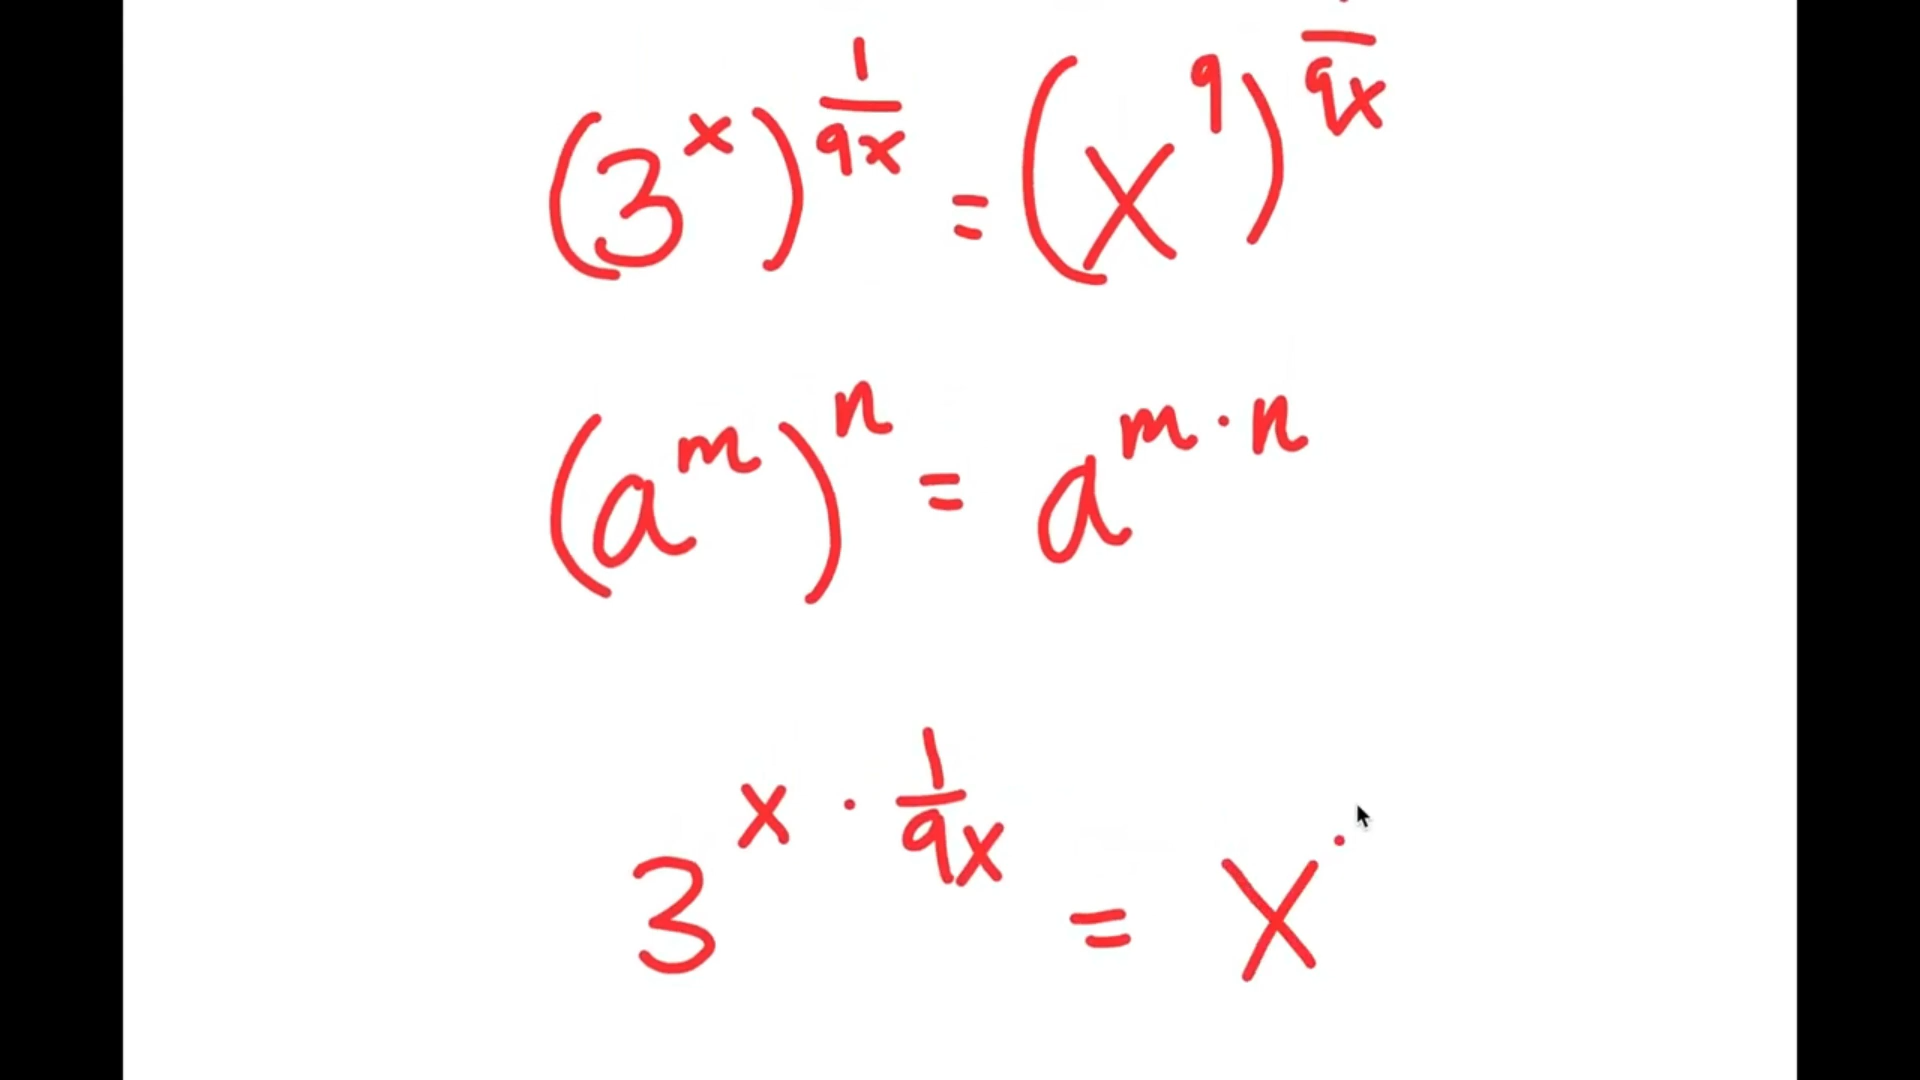 (3^x)^(1/9x) = (x^9)^(1/9x)
(a^m)^n = a^(m·n)
3^(x · 1/9x) = x^·